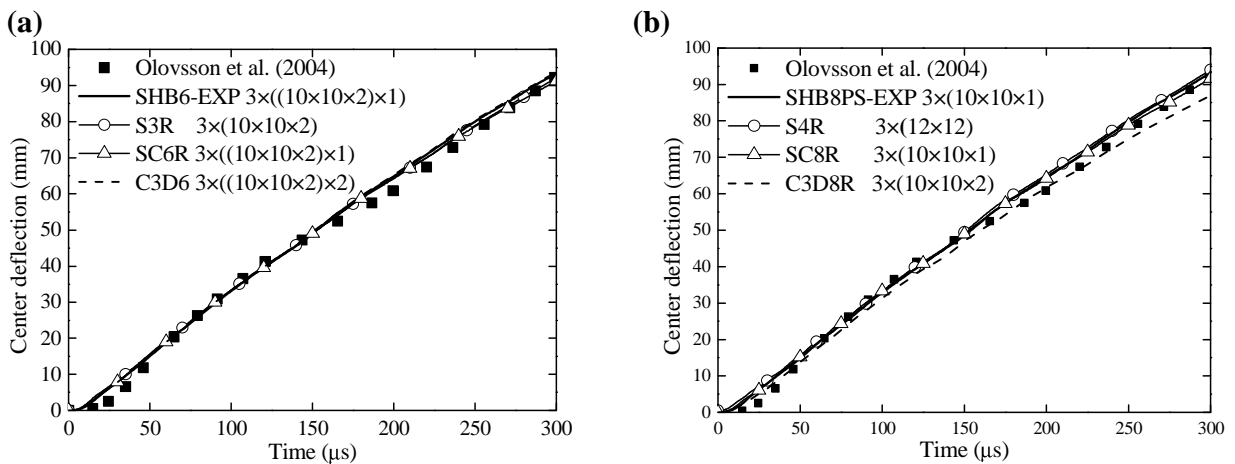 (a)
100
90
80
70
60
50
40
30
20
10
0
Center deflection (mm)
Olovsson et al. (2004)
SHB6-EXP 3×((10×10×2)×1)
S3R 3×(10×10×2)
SC6R 3×((10×10×2)×1)
C3D6 3×((10×10×2)×2)
0 50 100 150 200 250 300
Time (μs)
(b)
100
90
80
70
60
50
40
30
20
10
0
Center deflection (mm)
Olovsson et al. (2004)
SHB8PS-EXP 3×(10×10×1)
S4R 3×(12×12)
SC8R 3×(10×10×1)
C3D8R 3×(10×10×2)
0 50 100 150 200 250 300
Time (μs)